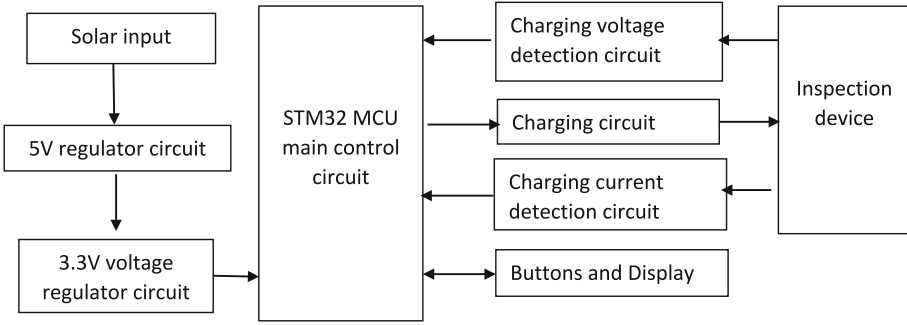 Solar input
5V regulator circuit
3.3V voltage
regulator circuit
STM32 MCU
main control
circuit
Charging voltage
detection circuit
Charging circuit
Charging current
detection circuit
Buttons and Display
Inspection
device